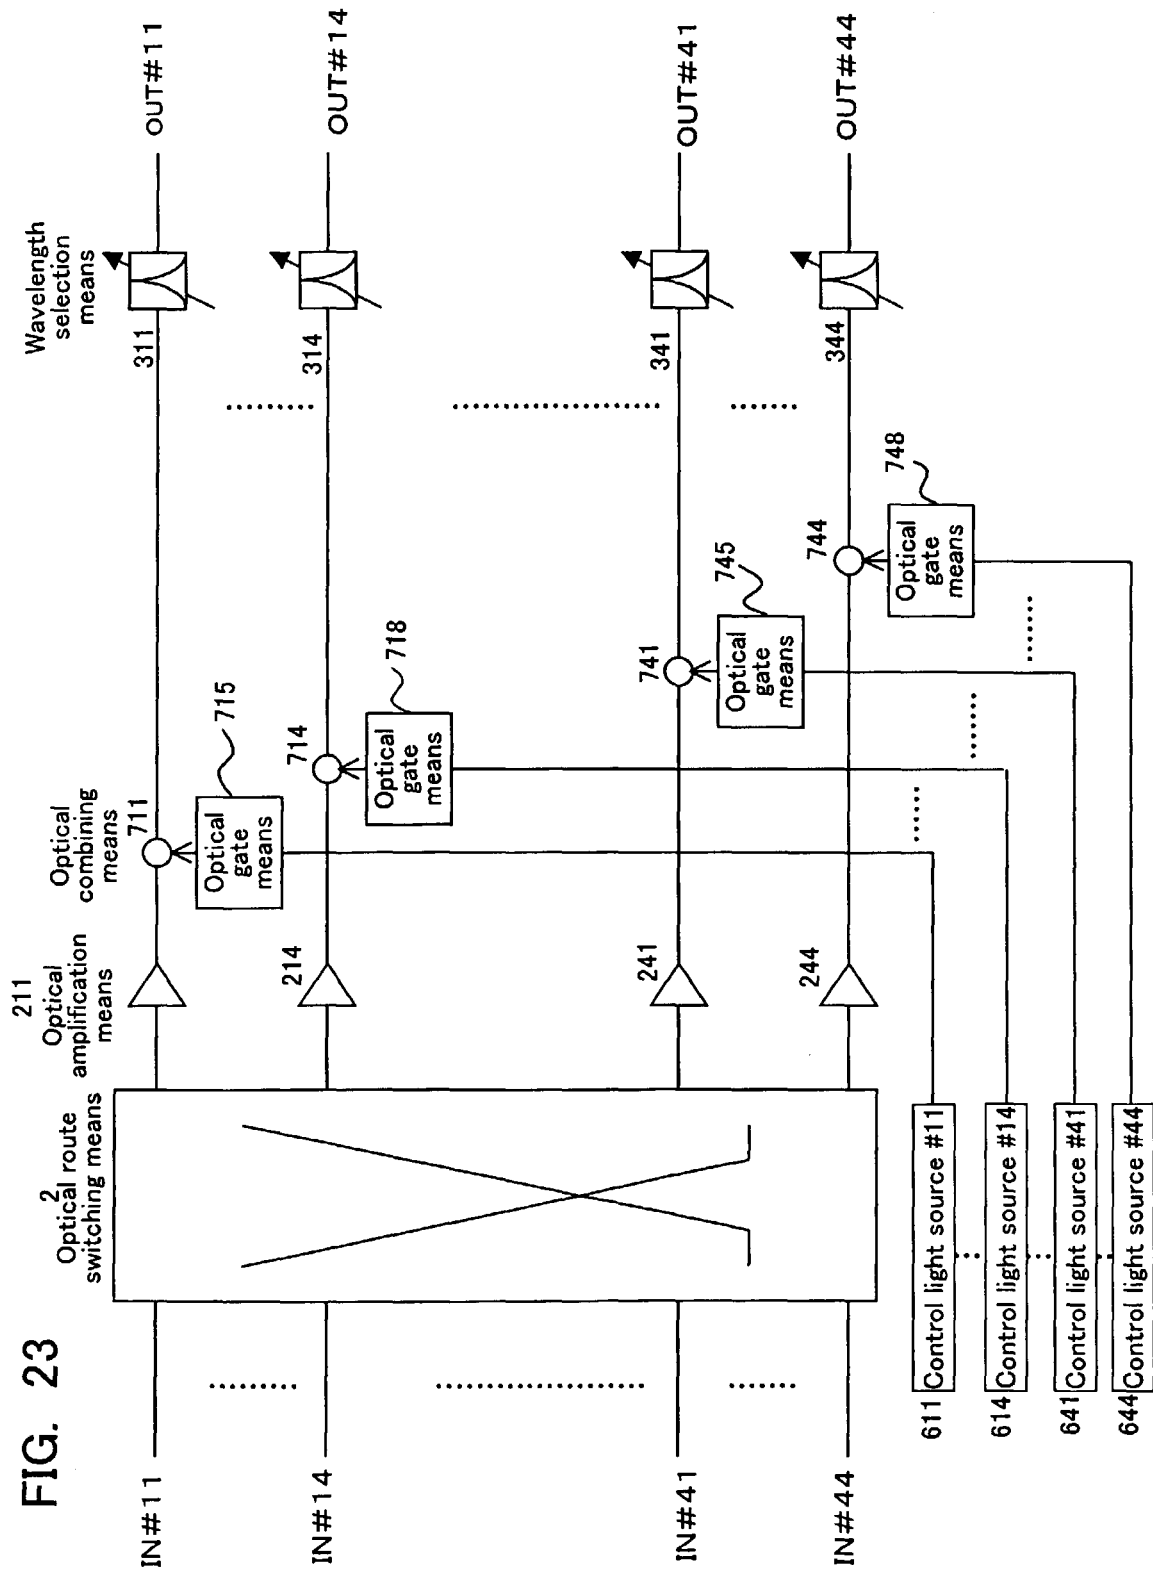 FIG. 23
IN#11
IN#14
IN#41
IN#44
2
Optical route
switching means
211
Optical
amplification
means
214
241
244
Optical
combining
means
711
714
741
744
Optical
gate
means
715
Optical
gate
means
718
Optical
gate
means
745
Optical
gate
means
748
Wavelength
selection
means
311
314
341
344
OUT#11
OUT#14
OUT#41
OUT#44
611 Control light source #11
614 Control light source #14
641 Control light source #41
644 Control light source #44